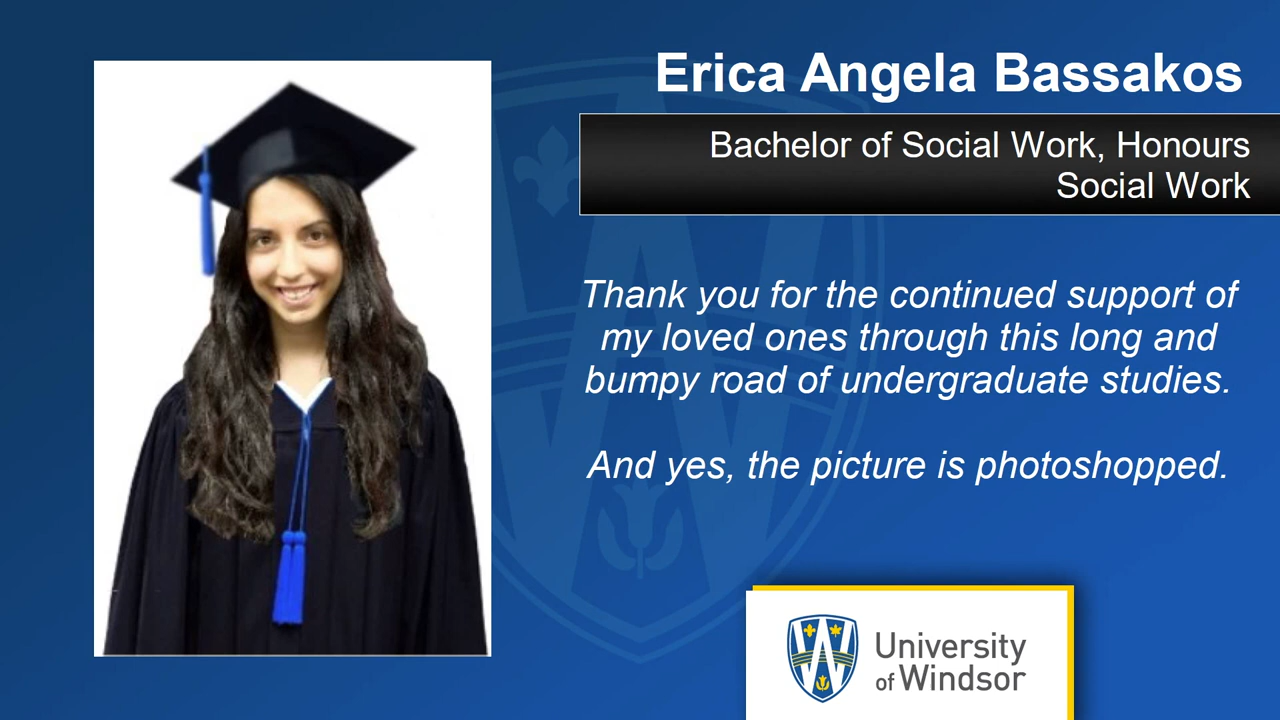 Erica Angela Bassakos
Bachelor of Social Work, Honours
Social Work
Thank you for the continued support of
my loved ones through this long and
bumpy road of undergraduate studies.
And yes, the picture is photoshopped.
University
of Windsor